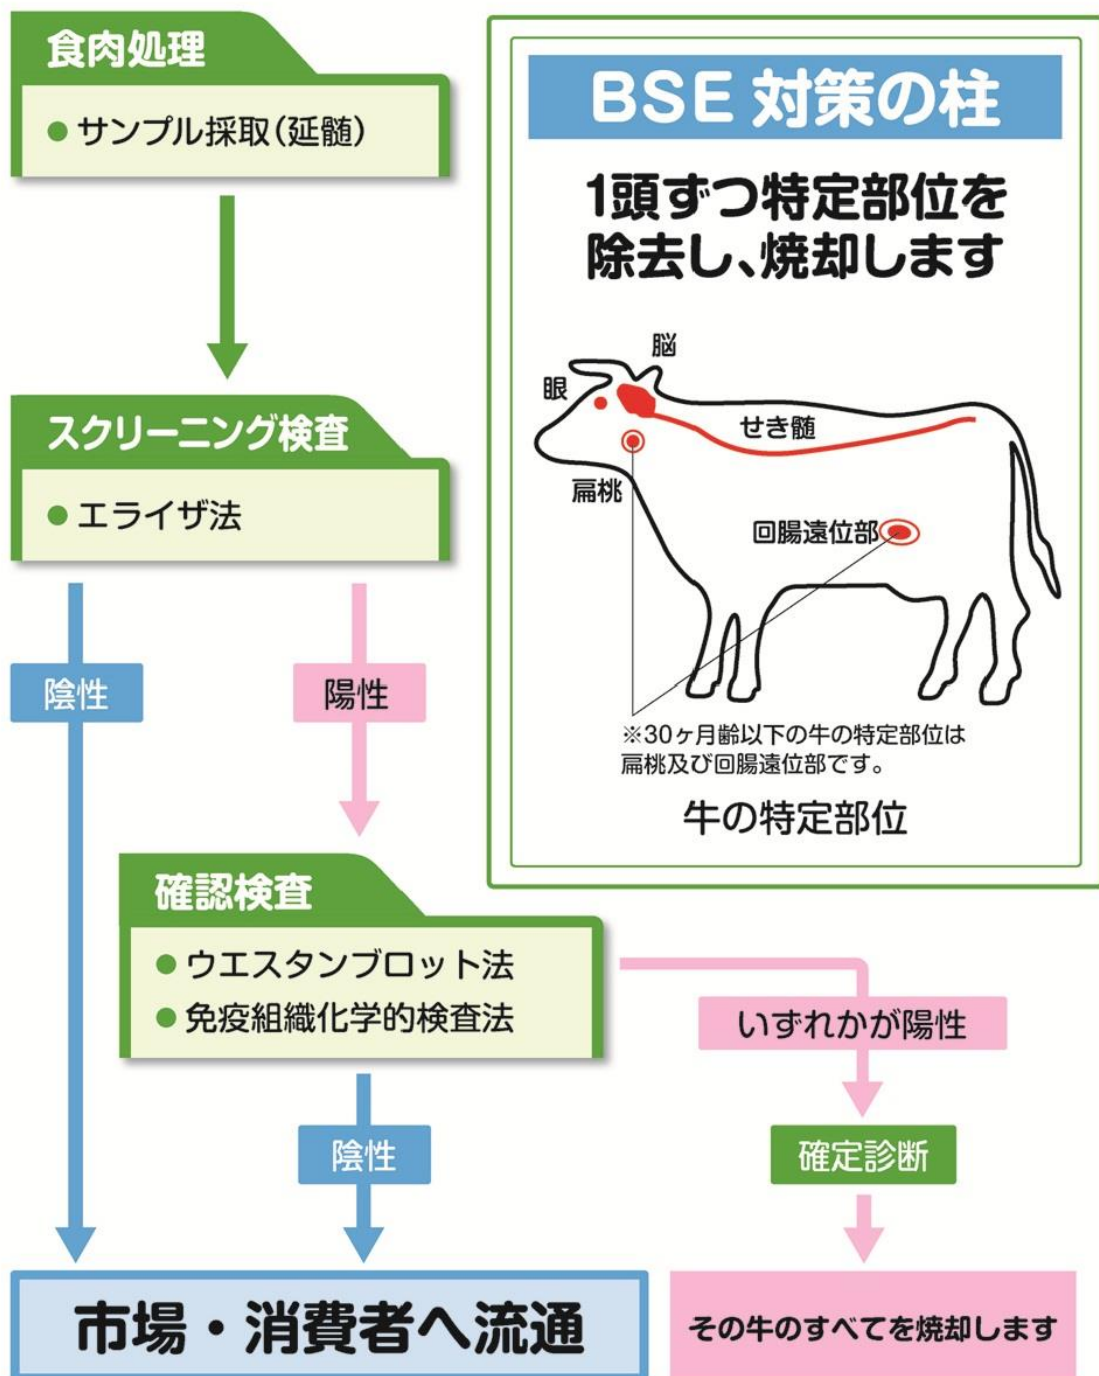 食肉処理
● サンプル採取（延髄）
スクリーニング検査
● エライザ法
陰性
陽性
確認検査
● ウエスタンブロット法
● 免疫組織化学的検査法
陰性
いずれかが陽性
確定診断
市場・消費者へ流通
その牛のすべてを焼却します
BSE 対策の柱
1頭ずつ特定部位を
除去し、焼却します
脳
眼
せき髄
扁桃
回腸遠位部
※30ヶ月齢以下の牛の特定部位は
扁桃及び回腸遠位部です。
牛の特定部位